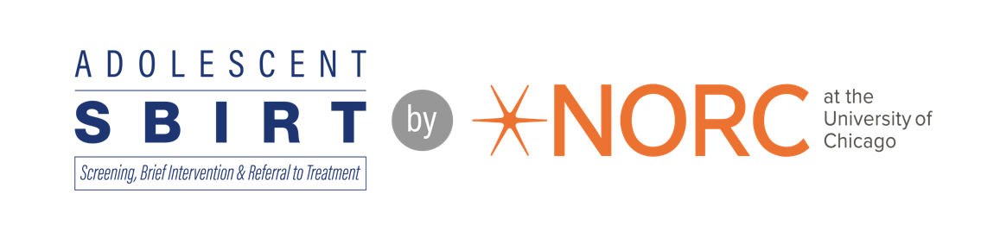 ADOLESCENT
SBIRT
Screening, Brief Intervention & Referral to Treatment
by
NORC
at the
University of
Chicago